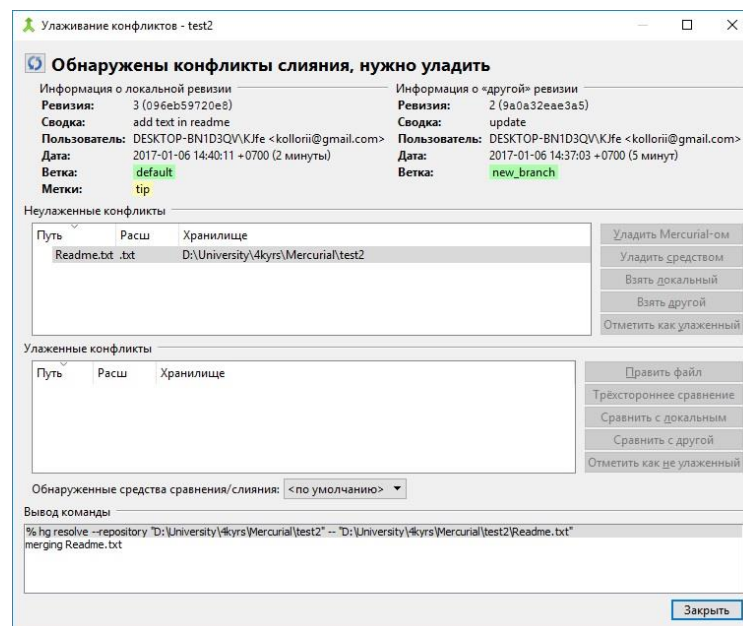 Улаживание конфликтов - test2
Обнаружены конфликты слияния, нужно уладить
Информация о локальной ревизии
Ревизия: 3 (096eb59720e8)
Сводка: add text in readme
Пользователь: DESKTOP-BN1D3QV\KJfe <kollorii@gmail.com>
Дата: 2017-01-06 14:40:11 +0700 (2 минуты)
Ветка: default
Метки: tip
Информация о «другой» ревизии
Ревизия: 2 (9a0a32eae3a5)
Сводка: update
Пользователь: DESKTOP-BN1D3QV\KJfe <kollorii@gmail.com>
Дата: 2017-01-06 14:37:03 +0700 (5 минут)
Ветка: new_branch
Неулаженные конфликты
Путь Расш Хранилище
Readme.txt .txt D:\University\4kyrs\Mercurial\test2
Уладить Mercurial-ом
Уладить средством
Взять локальный
Взять другой
Отметить как улаженный
Улаженные конфликты
Путь Расш Хранилище
Править файл
Трёхстороннее сравнение
Сравнить с локальным
Сравнить с другой
Отметить как не улаженный
Обнаруженные средства сравнения/слияния: <по умолчанию>
Вывод команды
% hg resolve --repository "D:\University\4kyrs\Mercurial\test2" -- "D:\University\4kyrs\Mercurial\test2\Readme.txt"
merging Readme.txt
Закрыть